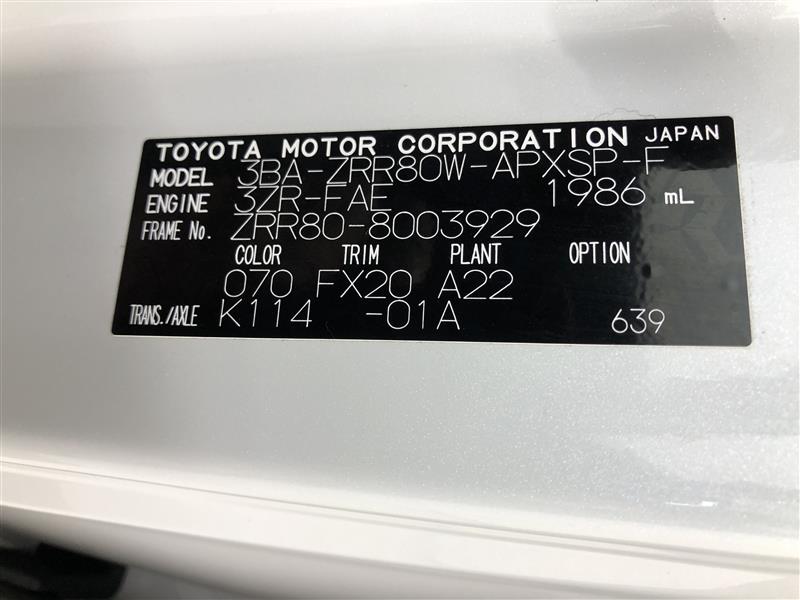 TOYOTA MOTOR CORPORATION JAPAN
MODEL 3BA-ZRR80W-APXSP-F
ENGINE 3ZR-FAE 1986 mL
FRAME No. ZRR80-8003929
COLOR TRIM PLANT OPTION
070 FX20 A22
TRANS./AXLE K114 -01A 639